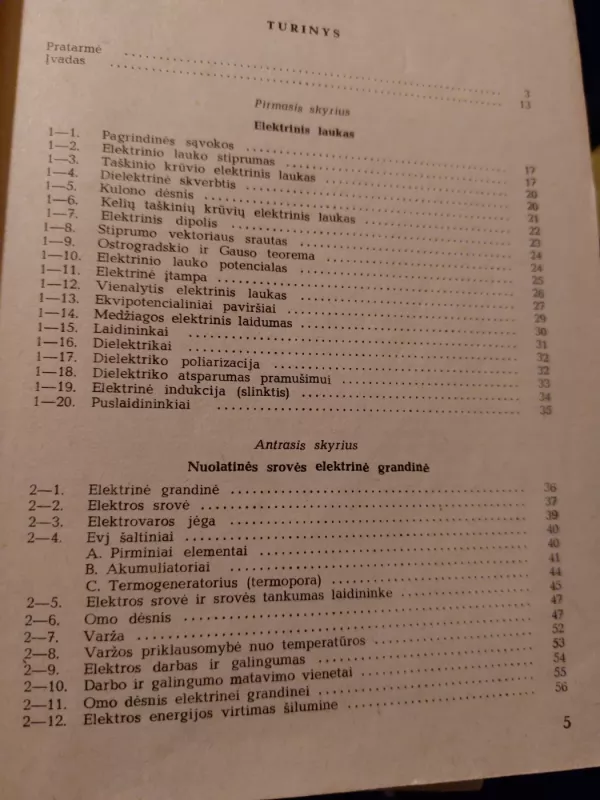 TURINYS
Pratarmė ........ 3
Įvadas ........ 13
Pirmasis skyrius
Elektrinis laukas
1—1. Pagrindinės sąvokos ........ 17
1—2. Elektrinio lauko stiprumas ........ 17
1—3. Taškinio krūvio elektrinis laukas ........ 20
1—4. Dielektrinė skverbtis ........ 20
1—5. Kulono dėsnis ........ 21
1—6. Kelių taškinių krūvių elektrinis laukas ........ 22
1—7. Elektrinis dipolis ........ 23
1—8. Stiprumo vektoriaus srautas ........ 24
1—9. Ostrogradskio ir Gauso teorema ........ 24
1—10. Elektrinio lauko potencialas ........ 25
1—11. Elektrinė įtampa ........ 26
1—12. Vienalytis elektrinis laukas ........ 27
1—13. Ekvipotencialiniai paviršiai ........ 29
1—14. Medžiagos elektrinis laidumas ........ 30
1—15. Laidininkai ........ 31
1—16. Dielektrikai ........ 32
1—17. Dielektriko poliarizacija ........ 32
1—18. Dielektriko atsparumas pramušimui ........ 33
1—19. Elektrinė indukcija (slinktis) ........ 34
1—20. Puslaidininkiai ........ 35
Antrasis skyrius
Nuolatinės srovės elektrinė grandinė
2—1. Elektrinė grandinė ........ 36
2—2. Elektros srovė ........ 37
2—3. Elektrovaros jėga ........ 39
2—4. Evj šaltiniai ........ 40
A. Pirminiai elementai ........ 40
B. Akumuliatoriai ........ 41
C. Termogeneratorius (termopora) ........ 44
2—5. Elektros srovė ir srovės tankumas laidininke ........ 45
2—6. Omo dėsnis ........ 47
2—7. Varža ........ 47
2—8. Varžos priklausomybė nuo temperatūros ........ 52
2—9. Elektros darbas ir galingumas ........ 53
2—10. Darbo ir galingumo matavimo vienetai ........ 54
2—11. Omo dėsnis elektrinei grandinei ........ 55
2—12. Elektros energijos virtimas šilumine ........ 56
5